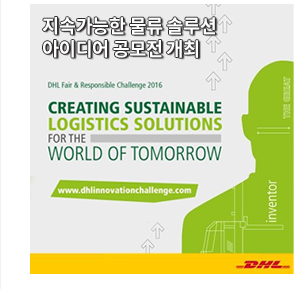 지속가능한 물류 솔루션
아이디어 공모전 개최
DHL Fair & Responsible Challenge 2016
CREATING SUSTAINABLE
LOGISTICS SOLUTIONS
FOR THE
WORLD OF TOMORROW
www.dhlinnovationchallenge.com
THE GREAT
inventor
DHL